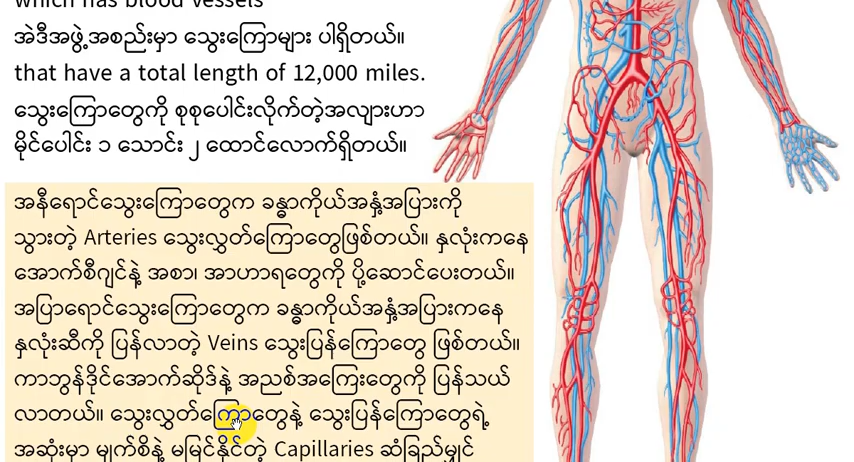 which has blood vessels
အဲဒီအဖွဲ့အစည်းမှာ သွေးကြောများ ပါရှိတယ်။
that have a total length of 12,000 miles.
သွေးကြောတွေကို စုစုပေါင်းလိုက်တဲ့အလျားဟာ
မိုင်ပေါင်း ၁ သောင်း ၂ ထောင်လောက်ရှိတယ်။
အနီရောင်သွေးကြောတွေက ခန္ဓာကိုယ်အနှံ့အပြားကို
သွားတဲ့ Arteries သွေးလွှတ်ကြောတွေဖြစ်တယ်။ နှလုံးကနေ
အောက်စီဂျင်နဲ့ အစာ၊ အာဟာရတွေကို ပို့ဆောင်ပေးတယ်။
အပြာရောင်သွေးကြောတွေက ခန္ဓာကိုယ်အနှံ့အပြားကနေ
နှလုံးဆီကို ပြန်လာတဲ့ Veins သွေးပြန်ကြောတွေ ဖြစ်တယ်။
ကာဘွန်ဒိုင်အောက်ဆိုဒ်နဲ့ အညစ်အကြေးတွေကို ပြန်သယ်
လာတယ်။ သွေးလွှတ်ကြောတွေနဲ့ သွေးပြန်ကြောတွေရဲ့
အဆုံးမှာ မျက်စိနဲ့ မမြင်နိုင်တဲ့ Capillaries ဆံခြည်မျှင်